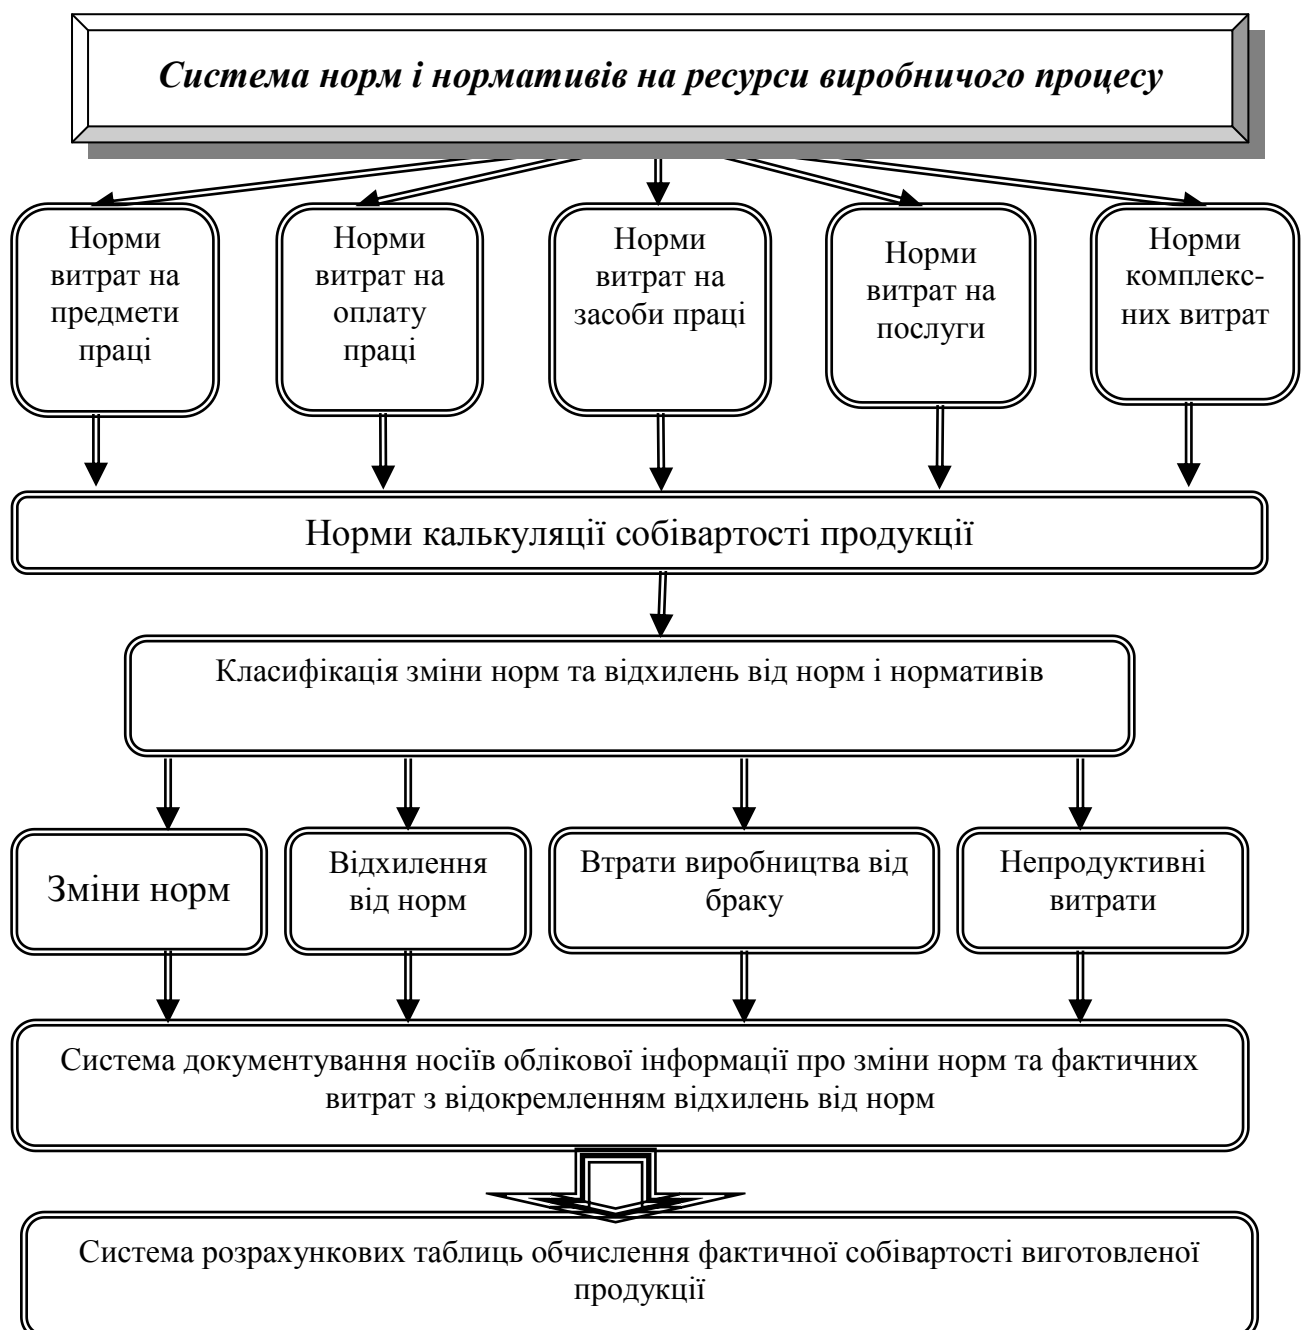 Система норм і нормативів на ресурси виробничого процесу
Норми
витрат на
предмети
праці
Норми
витрат на
оплату
праці
Норми
витрат на
засоби праці
Норми
витрат на
послуги
Норми
комплекс-
них витрат
Норми калькуляції собівартості продукції
Класифікація зміни норм та відхилень від норм і нормативів
Зміни норм
Відхилення
від норм
Втрати виробництва від
браку
Непродуктивні
витрати
Система документування носіїв облікової інформації про зміни норм та фактичних
витрат з відокремленням відхилень від норм
Система розрахункових таблиць обчислення фактичної собівартості виготовленої
продукції